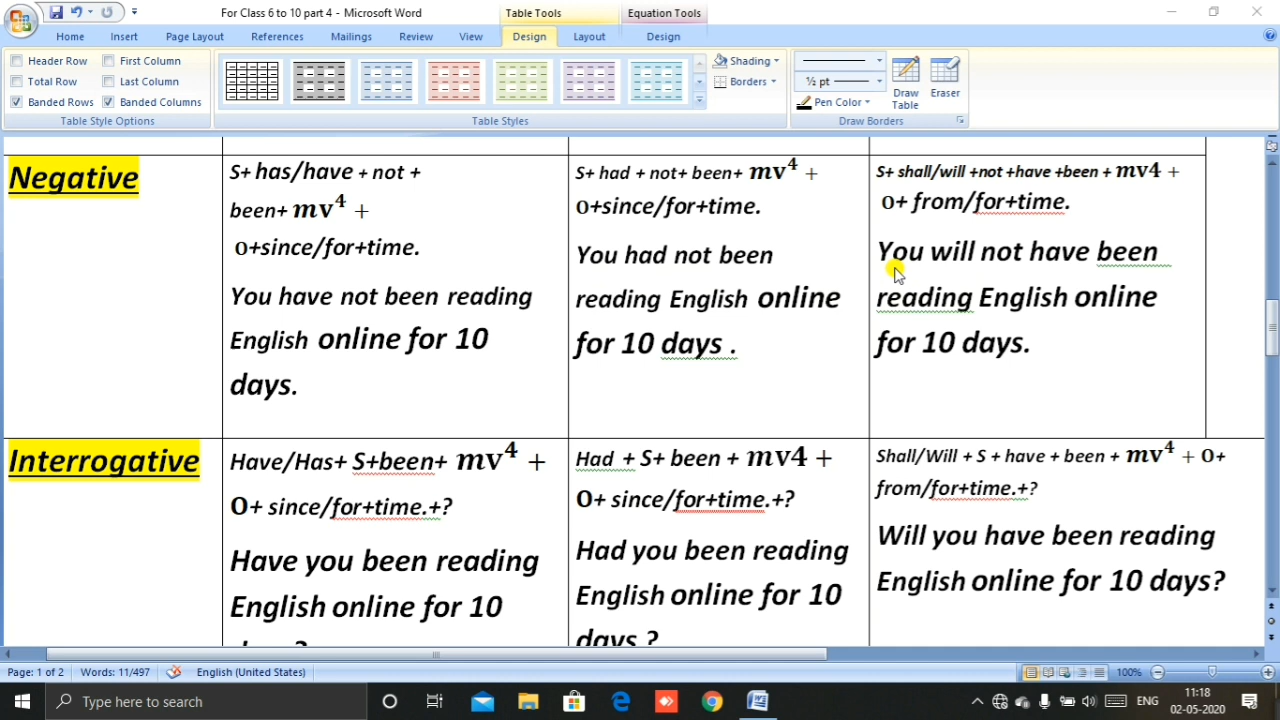 For Class 6 to 10 part 4 - Microsoft Word
Table Tools
Equation Tools
Home
Insert
Page Layout
References
Mailings
Review
View
Design
Layout
Design
Header Row
First Column
Total Row
Last Column
Banded Rows
Banded Columns
Table Style Options
Table Styles
Shading
Borders
½ pt
Pen Color
Draw
Table
Eraser
Draw Borders
Negative
S+ has/have + not +
been+ mv⁴ +
o+since/for+time.
You have not been reading
English online for 10
days.
S+ had + not+ been+ mv⁴ +
o+since/for+time.
You had not been
reading English online
for 10 days .
S+ shall/will +not +have +been + mv4 +
o+ from/for+time.
You will not have been
reading English online
for 10 days.
Interrogative
Have/Has+ S+been+ mv⁴ +
O+ since/for+time.+?
Have you been reading
English online for 10
Had + S+ been + mv4 +
O+ since/for+time.+?
Had you been reading
English online for 10
days ?
Shall/Will + S + have + been + mv⁴ + O+
from/for+time.+?
Will you have been reading
English online for 10 days?
Page: 1 of 2
Words: 11/497
English (United States)
100%
Type here to search
ENG
11:18
02-05-2020